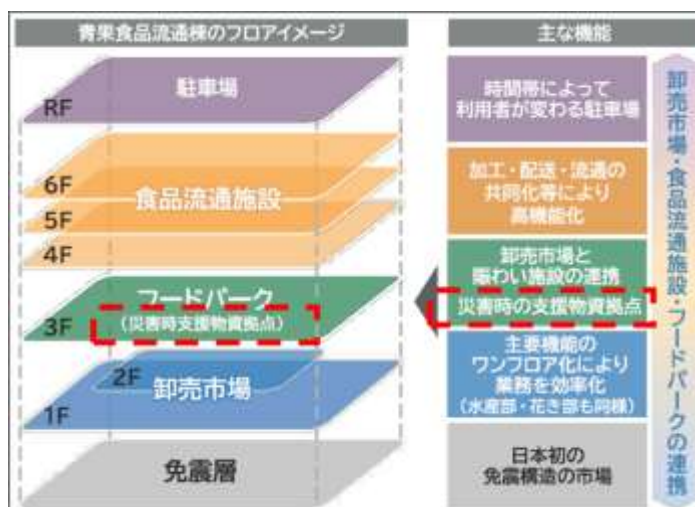 青果食品流通棟のフロアイメージ
駐車場
RF
6F
食品流通施設
5F
4F
フードパーク
(災害時支援物資拠点)
3F
2F
卸売市場
1F
免震層
主な機能
時間帯によって
利用者が変わる駐車場
加工・配送・流通の
共同化等により
高機能化
卸売市場と
賑わい施設の連携
災害時の支援物資拠点
主要機能の
ワンフロア化により
業務を効率化
(水産部・花き部も同様)
日本初の
免震構造の市場
卸売市場・食品流通施設・フードパークの連携